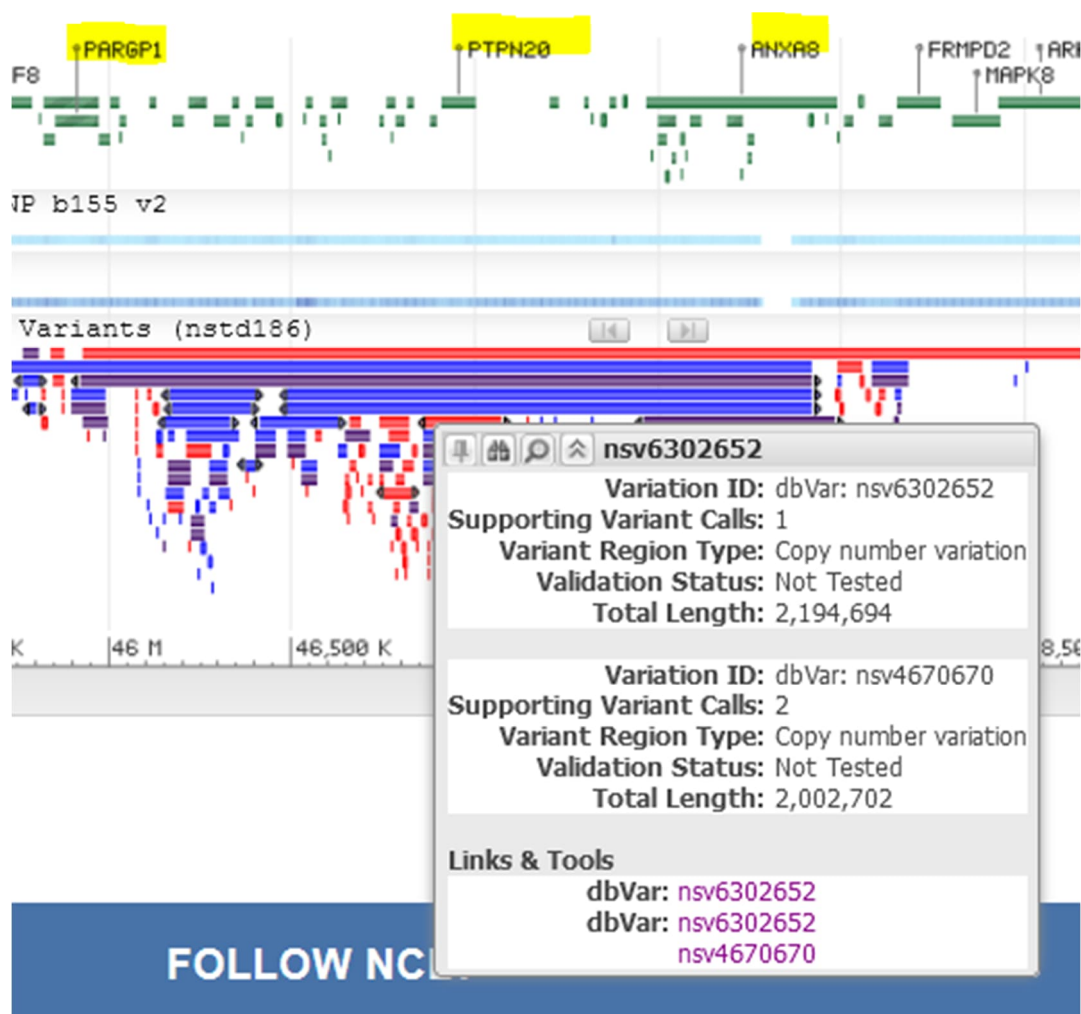 PARGP1 PTPN20 ANXA8 FRMPD2 ARH
F8 MAPK8
NP b155 v2
Variants (nstd186)
nsv6302652
Variation ID: dbVar: nsv6302652
Supporting Variant Calls: 1
Variant Region Type: Copy number variation
Validation Status: Not Tested
Total Length: 2,194,694
K 46 M 46,500 K 8,50
Variation ID: dbVar: nsv4670670
Supporting Variant Calls: 2
Variant Region Type: Copy number variation
Validation Status: Not Tested
Total Length: 2,002,702
Links & Tools
dbVar: nsv6302652
dbVar: nsv6302652
nsv4670670
FOLLOW NC